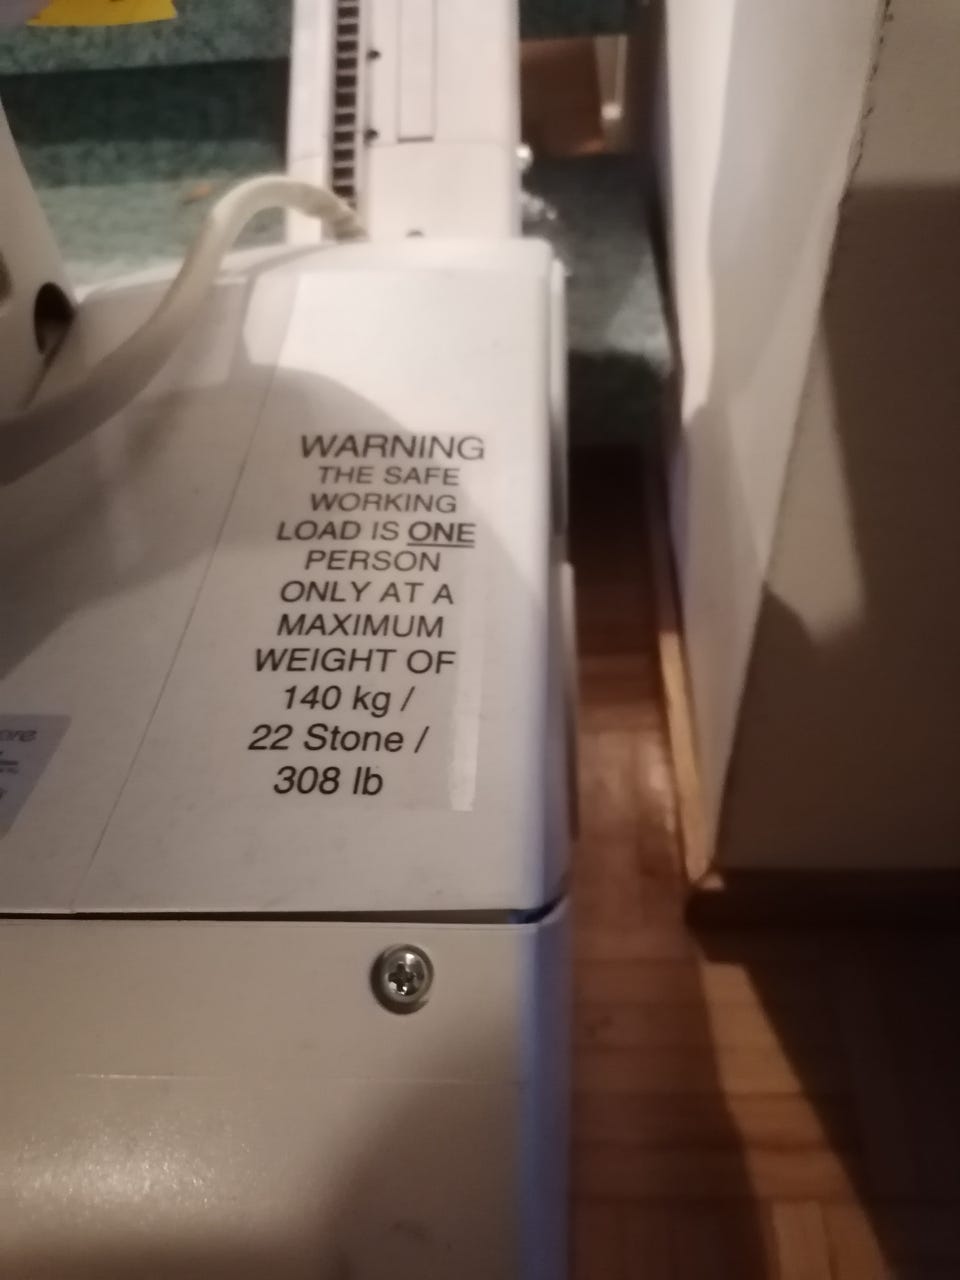 WARNING
THE SAFE
WORKING
LOAD IS ONE
PERSON
ONLY AT A
MAXIMUM
WEIGHT OF
140 kg /
22 Stone /
308 lb